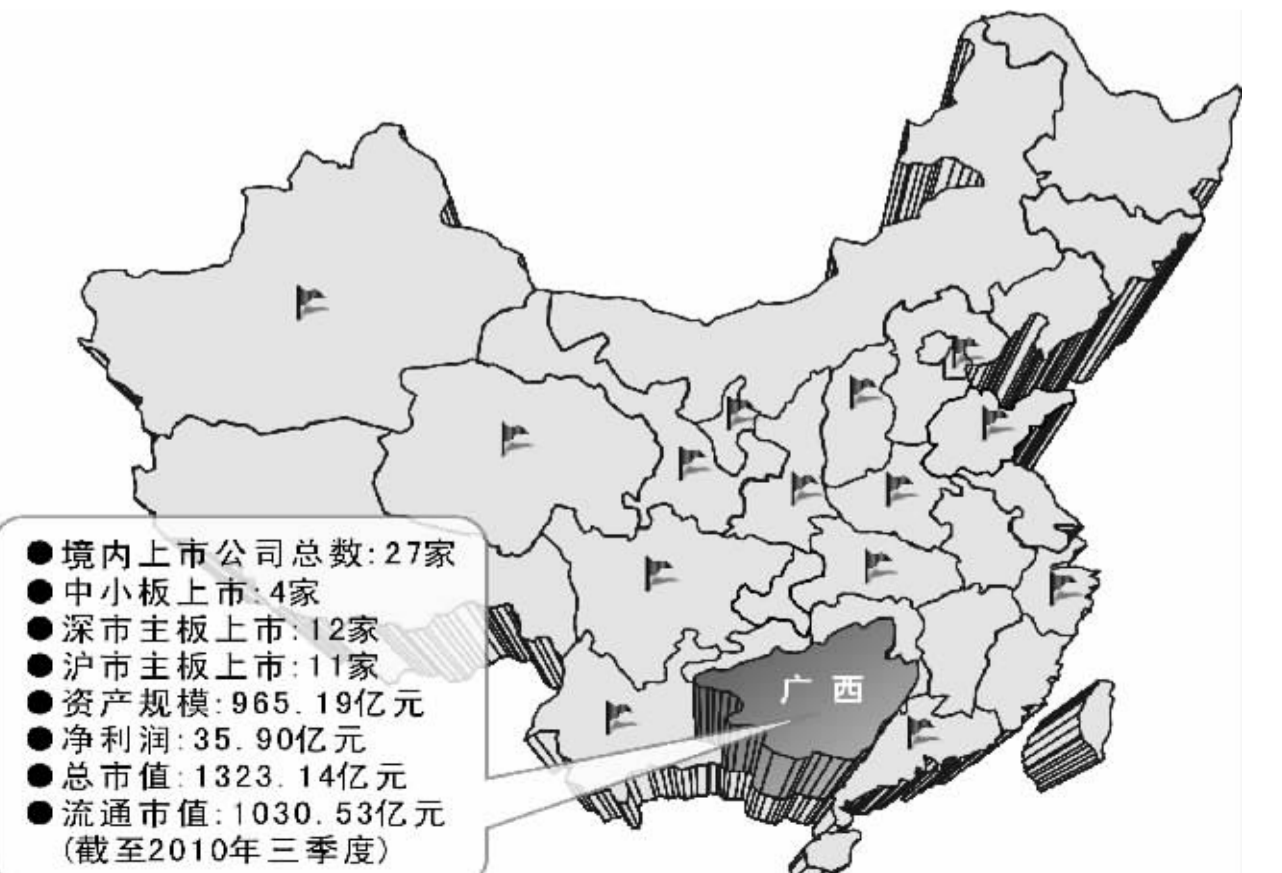 ●境内上市公司总数:27家
●中小板上市:4家
●深市主板上市:12家
●沪市主板上市:11家
●资产规模:965.19亿元
●净利润:35.90亿元
●总市值:1323.14亿元
●流通市值:1030.53亿元
(截至2010年三季度)
广西